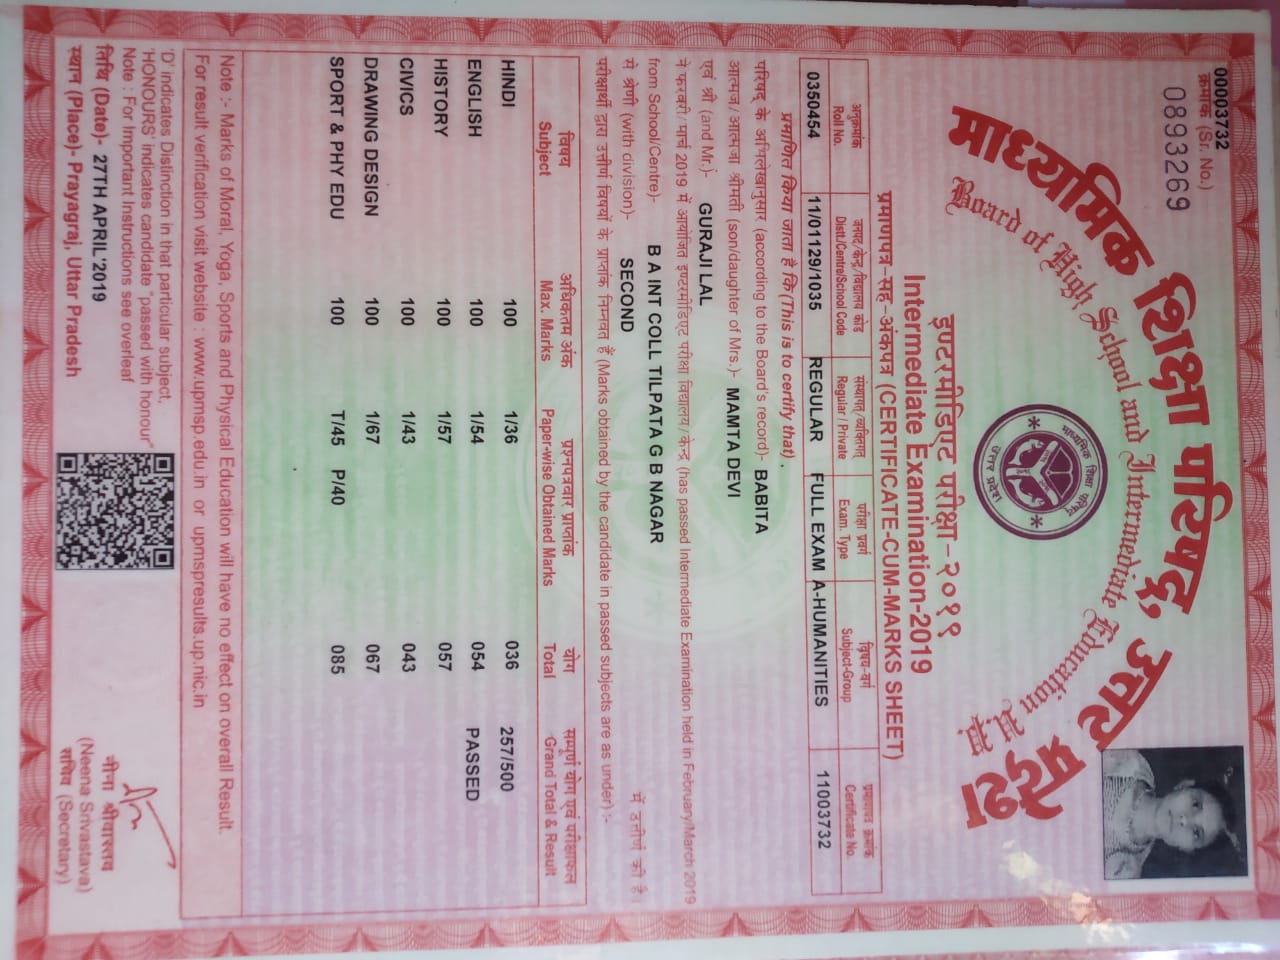 00003732
क्रमांक (Sr. No.)
0893269
माध्यमिक शिक्षा परिषद्, उत्तर प्रदेश
Board of High School and Intermediate Education U.P.
माध्यमिक शिक्षा परिषद्
उत्तर प्रदेश
इण्टरमीडिएट परीक्षा-२०१९
Intermediate Examination-2019
प्रमाणपत्र-सह-अंकपत्र (CERTIFICATE-CUM-MARKS SHEET)
अनुक्रमांक जनपद/केन्द्र/विद्यालय कोड संस्थागत/व्यक्तिगत परीक्षा प्रवर्ग विषय-वर्ग प्रमाणपत्र क्रमांक
Roll No. Distt./Centre/School Code Regular / Private Exam. Type Subject-Group Certificate No.
0350454 11/01129/1035 REGULAR FULL EXAM A-HUMANITIES 11003732
प्रमाणित किया जाता है कि (This is to certify that)
परिषद् के अभिलेखानुसार (according to the Board's record)- BABITA
आत्मज/आत्मजा श्रीमती (son/daughter of Mrs.)- MAMTA DEVI
एवं श्री (and Mr.)- GURAJI LAL
ने फरवरी/मार्च 2019 में आयोजित इण्टरमीडिएट परीक्षा विद्यालय/केन्द्र (has passed Intermediate Examination held in February/March 2019
from School/Centre)- B A INT COLL TILPATA G B NAGAR
से श्रेणी (with division)- SECOND में उत्तीर्ण की है।
परीक्षार्थी द्वारा उत्तीर्ण विषयों के प्राप्तांक निम्नवत हैं (Marks obtained by the candidate in passed subjects are as under) :-
विषय अधिकतम अंक प्रश्नपत्रवार प्राप्तांक योग सम्पूर्ण योग एवं परीक्षाफल
Subject Max. Marks Paper-wise Obtained Marks Total Grand Total & Result
HINDI 100 1/36 036 257/500
ENGLISH 100 1/54 054 PASSED
HISTORY 100 1/57 057
CIVICS 100 1/43 043
DRAWING DESIGN 100 1/67 067
SPORT & PHY EDU 100 T/45 P/40 085
Note :- Marks of Moral, Yoga, Sports and Physical Education will have no effect on overall Result.
For result verification visit website : www.upmsp.edu.in or upmspresults.up.nic.in
'D' indicates Distinction in that particular subject,
'HONOURS' indicates candidate "passed with honour"
Note : For Important Instructions see overleaf
तिथि (Date)- 27TH APRIL'2019
स्थान (Place)- Prayagraj, Uttar Pradesh
नीना श्रीवास्तव
(Neena Srivastava)
सचिव (Secretary)